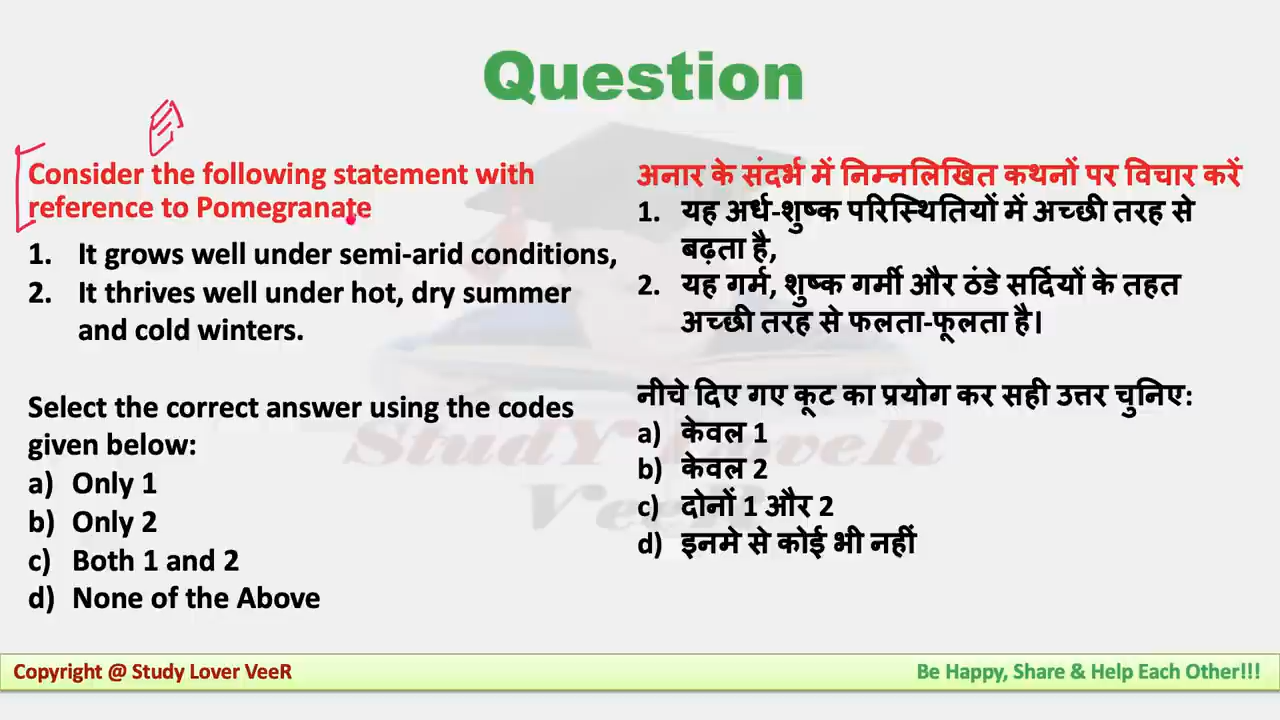 Question
Consider the following statement with
reference to Pomegranate
1. It grows well under semi-arid conditions,
2. It thrives well under hot, dry summer
and cold winters.
Select the correct answer using the codes
given below:
a) Only 1
b) Only 2
c) Both 1 and 2
d) None of the Above
अनार के संदर्भ में निम्नलिखित कथनों पर विचार करें
1. यह अर्ध-शुष्क परिस्थितियों में अच्छी तरह से
बढ़ता है,
2. यह गर्म, शुष्क गर्मी और ठंडे सर्दियों के तहत
अच्छी तरह से फलता-फूलता है।
नीचे दिए गए कूट का प्रयोग कर सही उत्तर चुनिए:
a) केवल 1
b) केवल 2
c) दोनों 1 और 2
d) इनमे से कोई भी नहीं
StudY LoveR
VeeR
Copyright @ Study Lover VeeR
Be Happy, Share & Help Each Other!!!